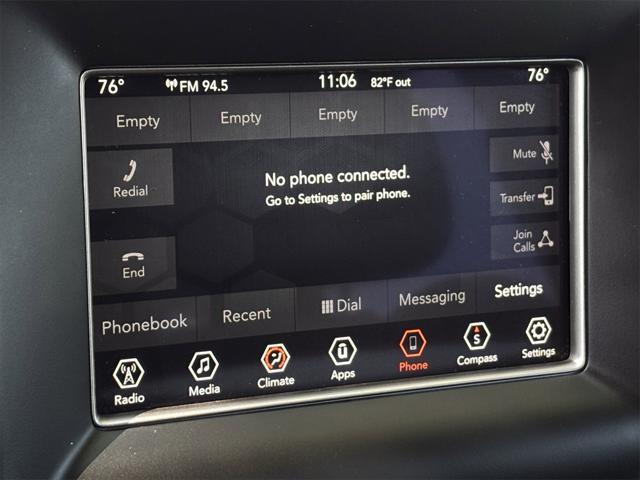 76° FM 94.5 11:06 82°F out 76°
Empty Empty Empty Empty Empty
Redial
No phone connected.
Go to Settings to pair phone.
Mute
Transfer
Join
Calls
End
Phonebook Recent Dial Messaging Settings
Radio Media Climate Apps Phone S Compass Settings